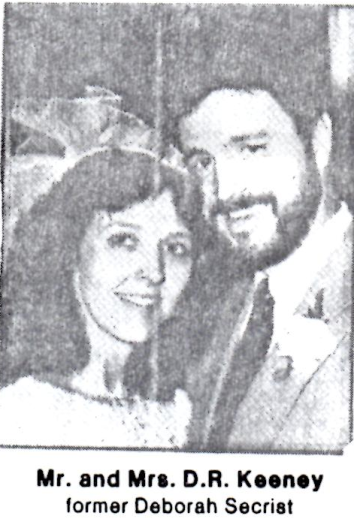 Mr. and Mrs. D.R. Keeney
former Deborah Secrist